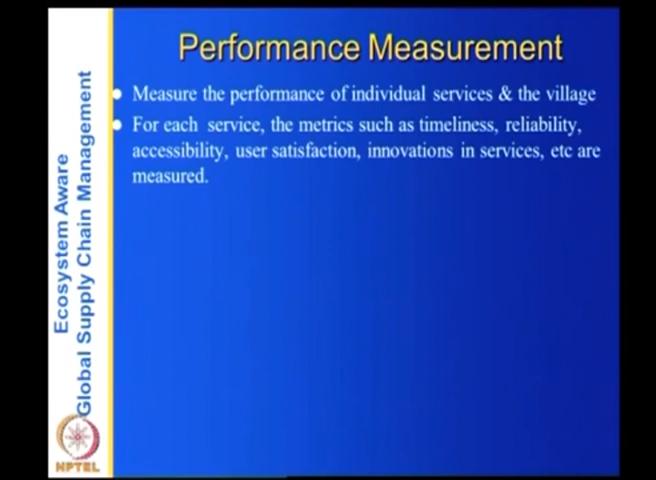 Performance Measurement
Measure the performance of individual services & the village
For each service, the metrics such as timeliness, reliability,
accessibility, user satisfaction, innovations in services, etc are
measured.
Ecosystem Aware
Global Supply Chain Management
NPTEL